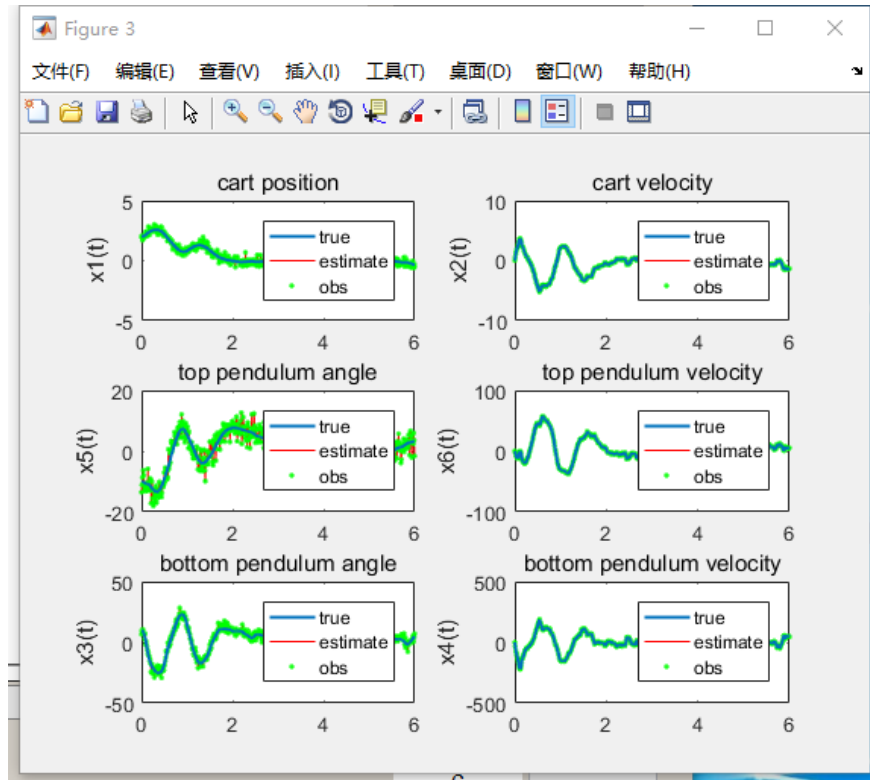 Figure 3
文件(F) 编辑(E) 查看(V) 插入(I) 工具(T) 桌面(D) 窗口(W) 帮助(H)
cart position
5
0
-5
x1(t)
0 2 4 6
true
estimate
obs
cart velocity
10
0
-10
x2(t)
0 2 4 6
true
estimate
obs
top pendulum angle
20
0
-20
x5(t)
0 2 4 6
true
estimate
obs
top pendulum velocity
100
0
-100
x6(t)
0 2 4 6
true
estimate
obs
bottom pendulum angle
50
0
-50
x3(t)
0 2 4 6
true
estimate
obs
bottom pendulum velocity
500
0
-500
x4(t)
0 2 4 6
true
estimate
obs